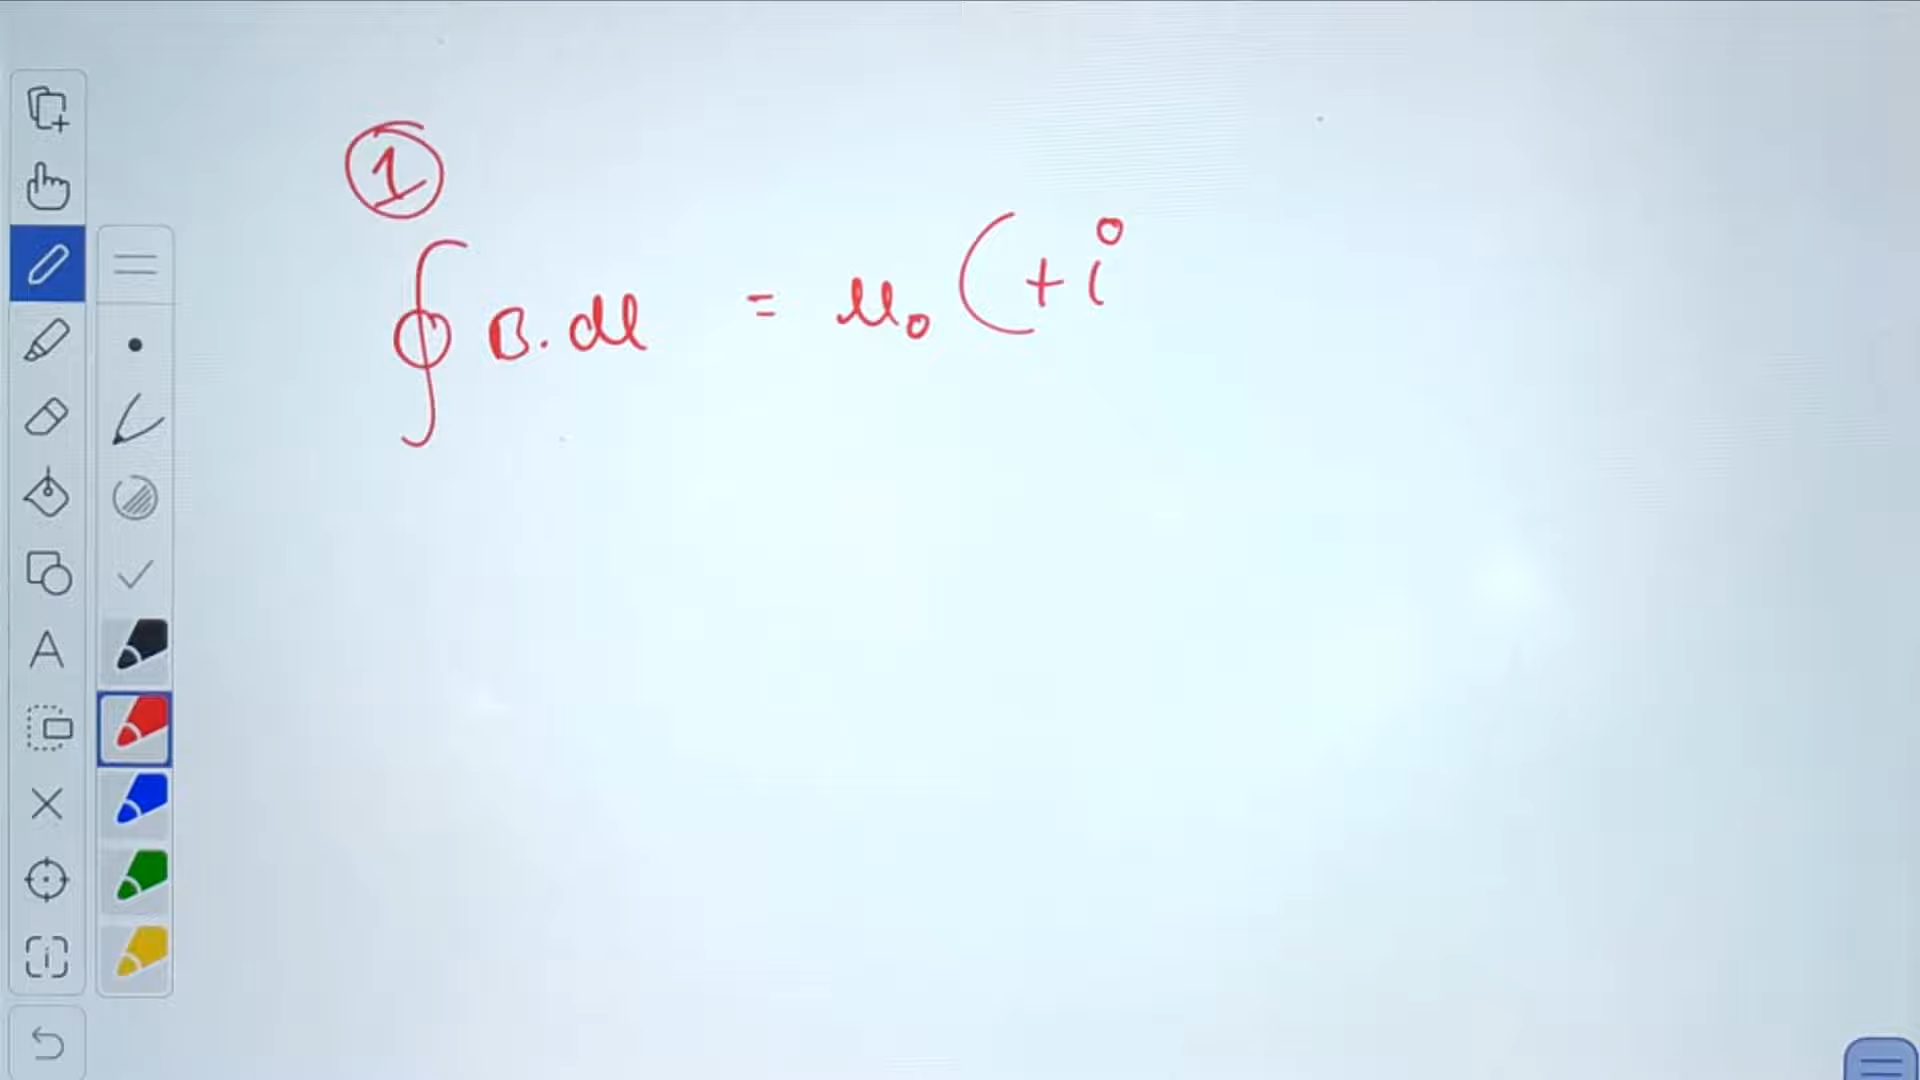 ①
∮ B. dl = μ₀ (+i
A